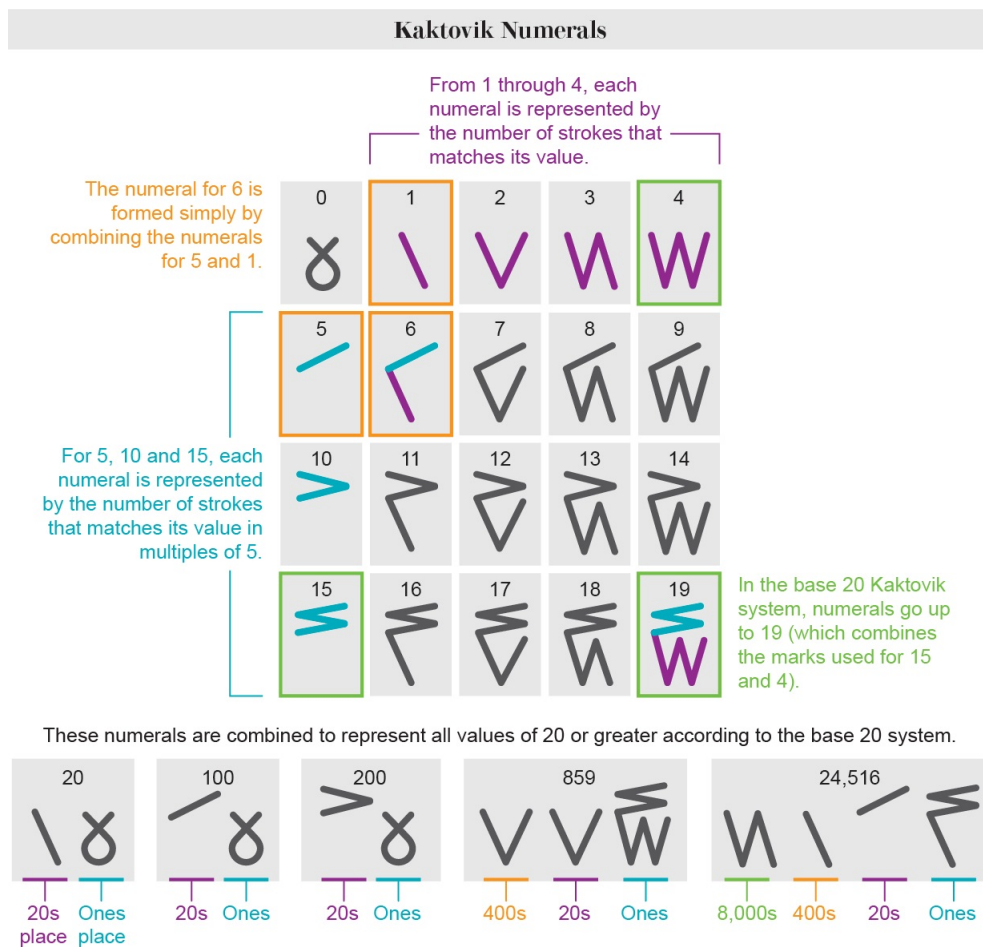 Kaktovik Numerals
From 1 through 4, each
numeral is represented by
the number of strokes that
matches its value.
The numeral for 6 is
formed simply by
combining the numerals
for 5 and 1.
0 1 2 3 4
5 6 7 8 9
For 5, 10 and 15, each
numeral is represented
by the number of strokes
that matches its value in
multiples of 5.
10 11 12 13 14
15 16 17 18 19
In the base 20 Kaktovik
system, numerals go up
to 19 (which combines
the marks used for 15
and 4).
These numerals are combined to represent all values of 20 or greater according to the base 20 system.
20 100 200 859 24,516
20s place Ones place
20s Ones
20s Ones
400s 20s Ones
8,000s 400s 20s Ones